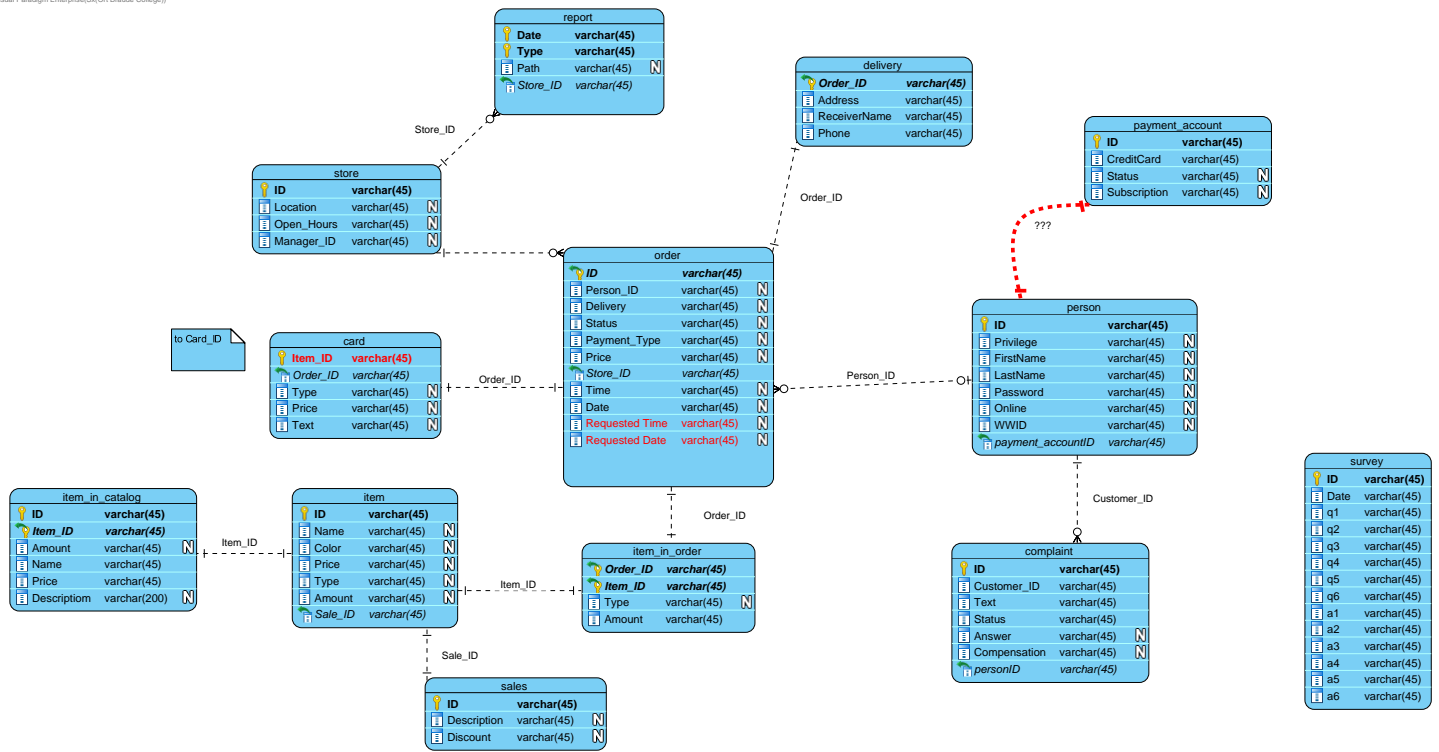 report
Date varchar(45)
Type varchar(45)
Path varchar(45) N
Store_ID varchar(45)
delivery
Order_ID varchar(45)
Address varchar(45)
ReceiverName varchar(45)
Phone varchar(45)
payment_account
ID varchar(45)
CreditCard varchar(45)
Status varchar(45) N
Subscription varchar(45) N
Store_ID
store
ID varchar(45)
Location varchar(45) N
Open_Hours varchar(45) N
Manager_ID varchar(45) N
Order_ID
???
order
ID varchar(45)
Person_ID varchar(45) N
Delivery varchar(45) N
Status varchar(45) N
Payment_Type varchar(45) N
Price varchar(45) N
Store_ID varchar(45)
Time varchar(45) N
Date varchar(45) N
Requested Time varchar(45) N
Requested Date varchar(45) N
person
ID varchar(45)
Privilege varchar(45) N
FirstName varchar(45) N
LastName varchar(45) N
Password varchar(45) N
Online varchar(45) N
WWID varchar(45) N
payment_accountID varchar(45)
to Card_ID
card
Item_ID varchar(45)
Order_ID varchar(45)
Type varchar(45) N
Price varchar(45) N
Text varchar(45) N
Order_ID
Person_ID
item_in_catalog
ID varchar(45)
Item_ID varchar(45)
Amount varchar(45) N
Name varchar(45)
Price varchar(45)
Descriptiom varchar(200) N
Item_ID
item
ID varchar(45)
Name varchar(45) N
Color varchar(45) N
Price varchar(45) N
Type varchar(45) N
Amount varchar(45) N
Sale_ID varchar(45)
Item_ID
Order_ID
item_in_order
Order_ID varchar(45)
Item_ID varchar(45)
Type varchar(45) N
Amount varchar(45)
Customer_ID
complaint
ID varchar(45)
Customer_ID varchar(45)
Text varchar(45)
Status varchar(45)
Answer varchar(45) N
Compensation varchar(45) N
personID varchar(45)
survey
ID varchar(45)
Date varchar(45)
q1 varchar(45)
q2 varchar(45)
q3 varchar(45)
q4 varchar(45)
q5 varchar(45)
q6 varchar(45)
a1 varchar(45)
a2 varchar(45)
a3 varchar(45)
a4 varchar(45)
a5 varchar(45)
a6 varchar(45)
Sale_ID
sales
ID varchar(45)
Description varchar(45) N
Discount varchar(45) N